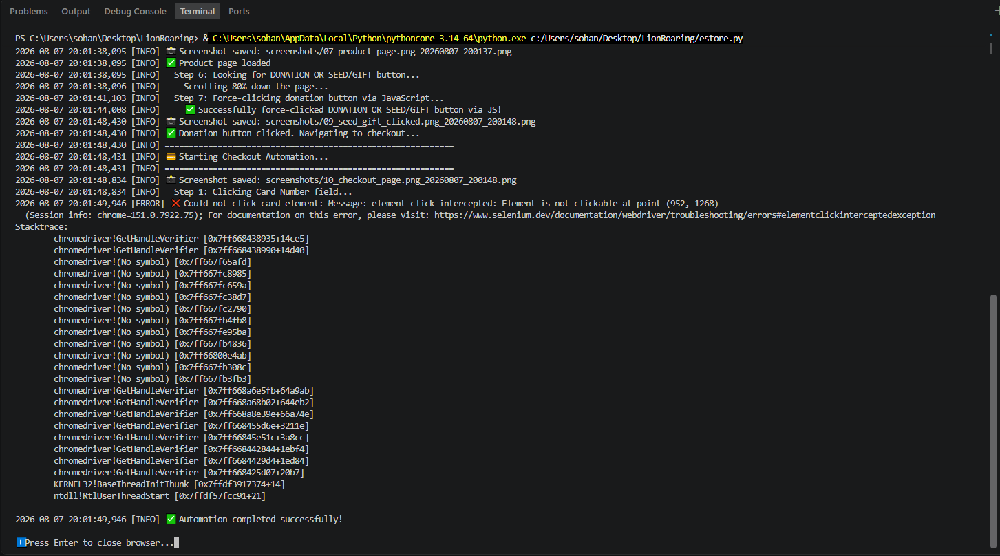 Problems Output Debug Console Terminal Ports
PS C:\Users\sohan\Desktop\LionRoaring> & C:\Users\sohan\AppData\Local\Python\pythoncore-3.14-64\python.exe c:/Users/sohan/Desktop/LionRoaring/estore.py
2026-08-07 20:01:38,095 [INFO] 📸 Screenshot saved: screenshots/07_product_page.png_20260807_200137.png
2026-08-07 20:01:38,095 [INFO] ✅ Product page loaded
2026-08-07 20:01:38,095 [INFO]   Step 6: Looking for DONATION OR SEED/GIFT button...
2026-08-07 20:01:38,096 [INFO]     Scrolling 80% down the page...
2026-08-07 20:01:41,103 [INFO]   Step 7: Force-clicking donation button via JavaScript...
2026-08-07 20:01:44,008 [INFO]     ✅ Successfully force-clicked DONATION OR SEED/GIFT button via JS!
2026-08-07 20:01:48,430 [INFO] 📸 Screenshot saved: screenshots/09_seed_gift_clicked.png_20260807_200148.png
2026-08-07 20:01:48,430 [INFO] ✅ Donation button clicked. Navigating to checkout...
2026-08-07 20:01:48,430 [INFO] ============================================================
2026-08-07 20:01:48,431 [INFO] 💳 Starting Checkout Automation...
2026-08-07 20:01:48,431 [INFO] ============================================================
2026-08-07 20:01:48,834 [INFO] 📸 Screenshot saved: screenshots/10_checkout_page.png_20260807_200148.png
2026-08-07 20:01:48,834 [INFO]   Step 1: Clicking Card Number field...
2026-08-07 20:01:49,946 [ERROR] ❌ Could not click card element: Message: element click intercepted: Element is not clickable at point (952, 1268)
(Session info: chrome=151.0.7922.75); For documentation on this error, please visit: https://www.selenium.dev/documentation/webdriver/troubleshooting/errors#elementclickinterceptedexception
Stacktrace:
chromedriver!GetHandleVerifier [0x7ff668438935+14ce5]
chromedriver!GetHandleVerifier [0x7ff668438990+14d40]
chromedriver!(No symbol) [0x7ff667f65afd]
chromedriver!(No symbol) [0x7ff667fc8985]
chromedriver!(No symbol) [0x7ff667fc659a]
chromedriver!(No symbol) [0x7ff667fc38d7]
chromedriver!(No symbol) [0x7ff667fc2790]
chromedriver!(No symbol) [0x7ff667fb4fb8]
chromedriver!(No symbol) [0x7ff667fe95ba]
chromedriver!(No symbol) [0x7ff667fb4836]
chromedriver!(No symbol) [0x7ff66800e4ab]
chromedriver!(No symbol) [0x7ff667fb308c]
chromedriver!(No symbol) [0x7ff667fb3fb3]
chromedriver!GetHandleVerifier [0x7ff668a6e5fb+64a9ab]
chromedriver!GetHandleVerifier [0x7ff668a68b02+644eb2]
chromedriver!GetHandleVerifier [0x7ff668a8e39e+66a74e]
chromedriver!GetHandleVerifier [0x7ff668455d6e+3211e]
chromedriver!GetHandleVerifier [0x7ff66845e51c+3a8cc]
chromedriver!GetHandleVerifier [0x7ff668442844+1ebf4]
chromedriver!GetHandleVerifier [0x7ff6684429d4+1ed84]
chromedriver!GetHandleVerifier [0x7ff668425d07+20b7]
KERNEL32!BaseThreadInitThunk [0x7ffdf3917374+14]
ntdll!RtlUserThreadStart [0x7ffdf57fcc91+21]
2026-08-07 20:01:49,946 [INFO] ✅ Automation completed successfully!
⏸Press Enter to close browser...